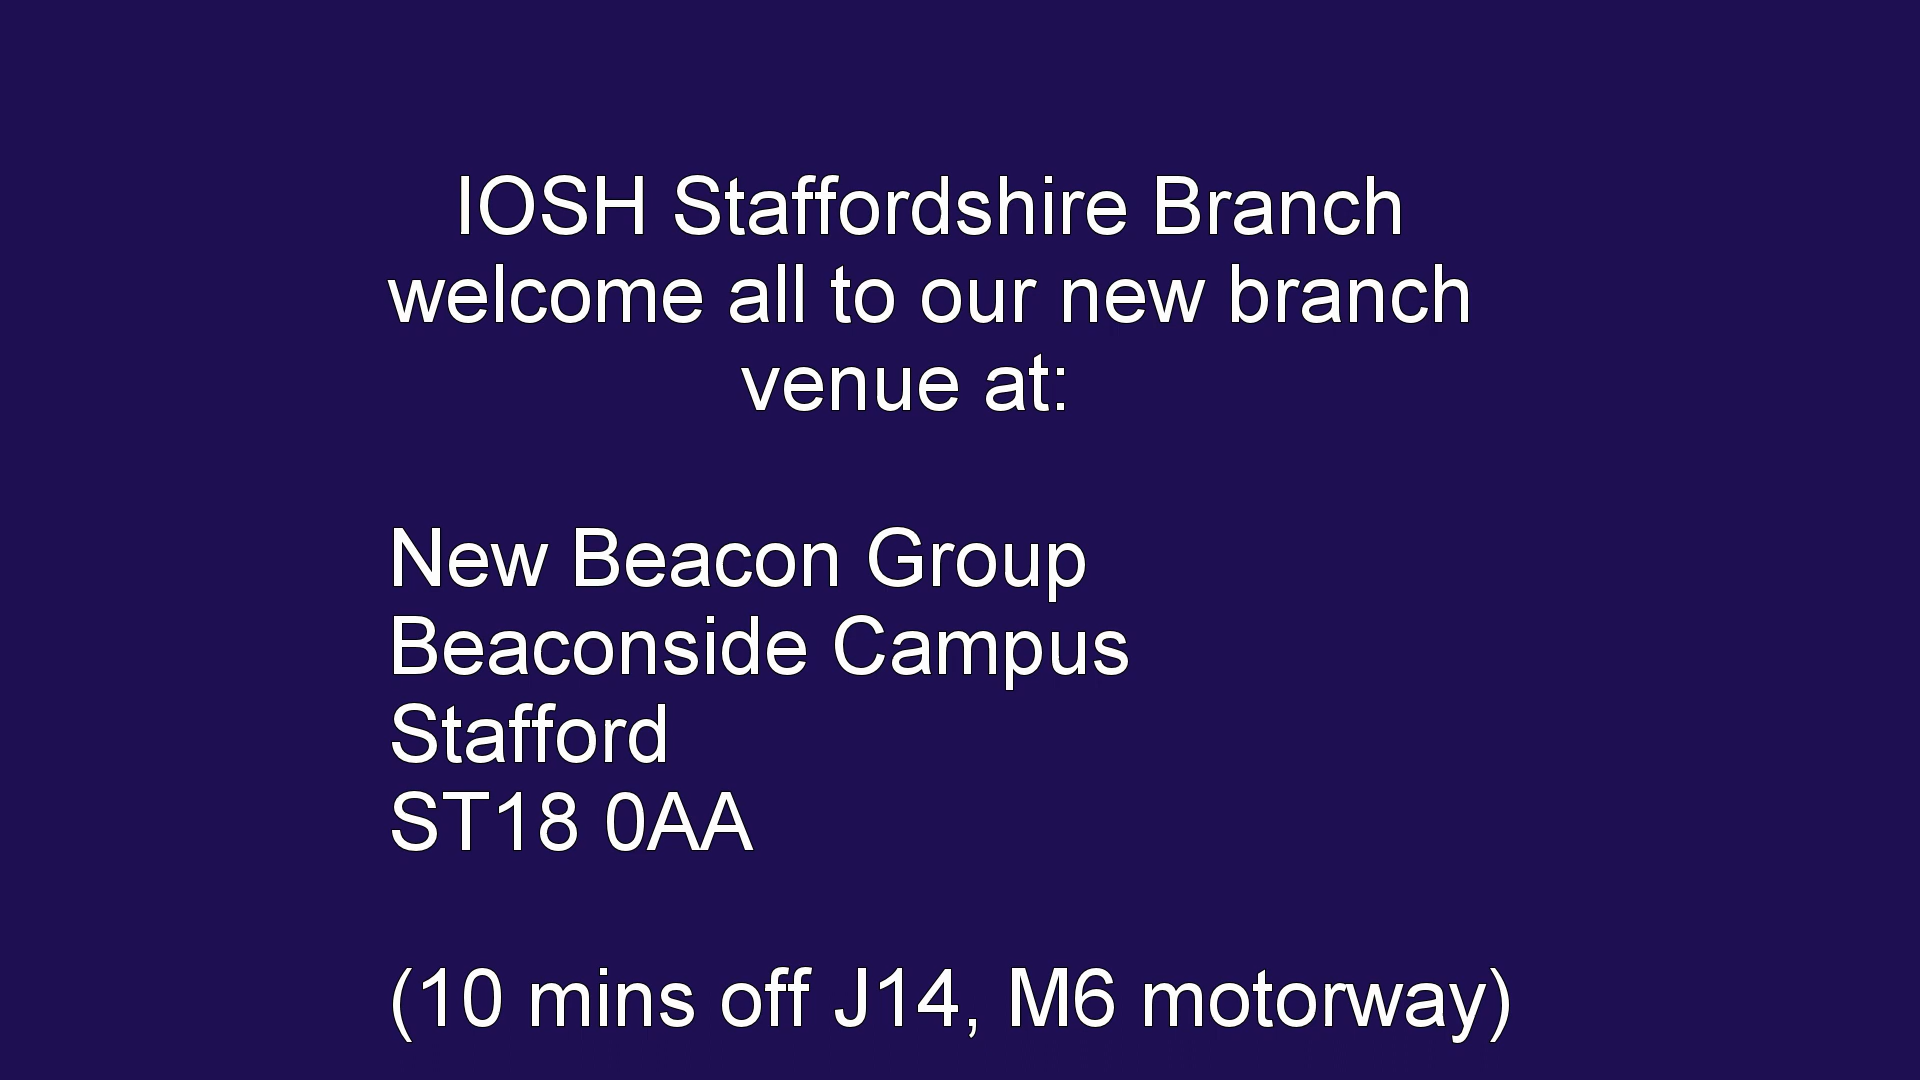 IOSH Staffordshire Branch
welcome all to our new branch
venue at:
New Beacon Group
Beaconside Campus
Stafford
ST18 0AA
(10 mins off J14, M6 motorway)